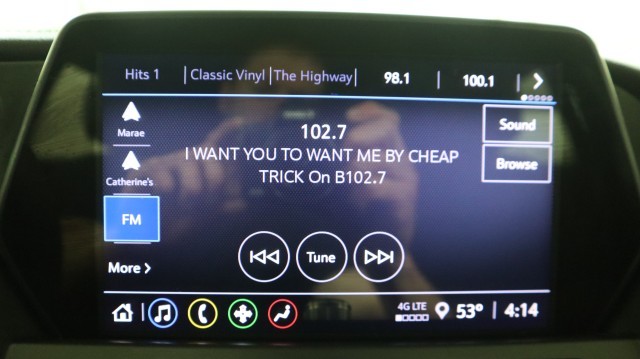 Hits 1 Classic Vinyl The Highway 98.1 100.1
Marae
Catherine's
FM
More
102.7
I WANT YOU TO WANT ME BY CHEAP
TRICK On B102.7
Sound
Browse
Tune
4G LTE
53° 4:14